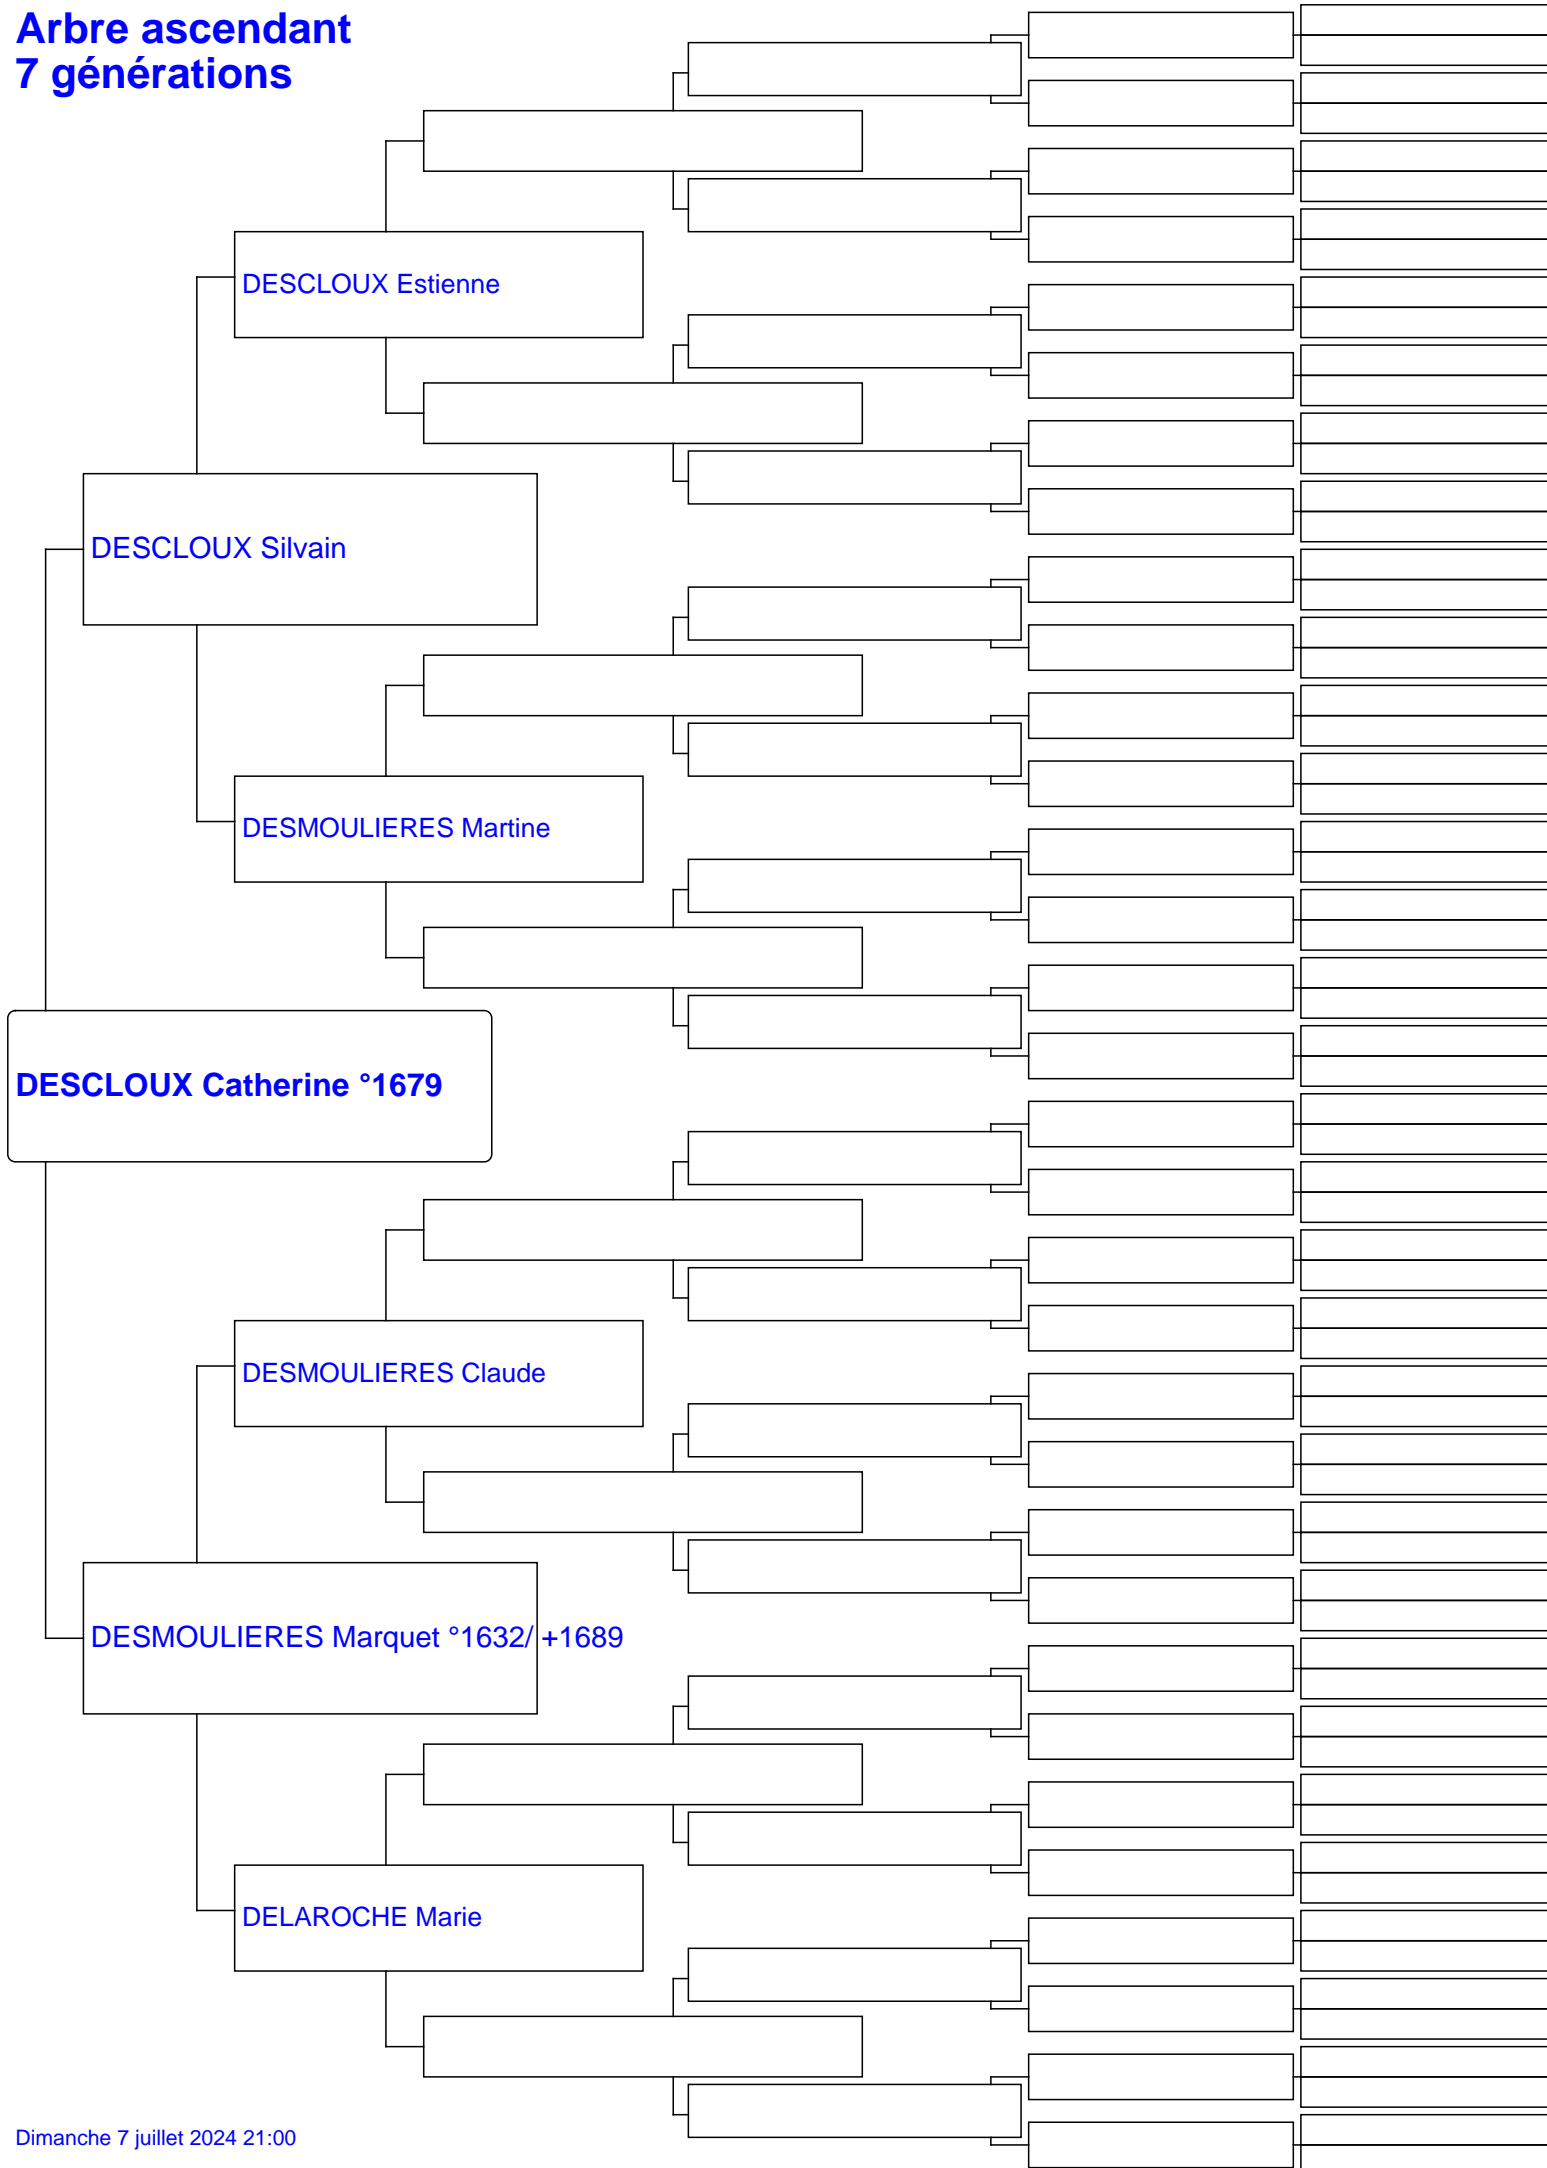 Arbre ascendant
7 générations
DESCLOUX Estienne
DESCLOUX Silvain
DESMOULIERES Martine
DESCLOUX Catherine °1679
DESMOULIERES Claude
DESMOULIERES Marquet °1632/ +1689
DELAROCHE Marie
Dimanche 7 juillet 2024 21:00